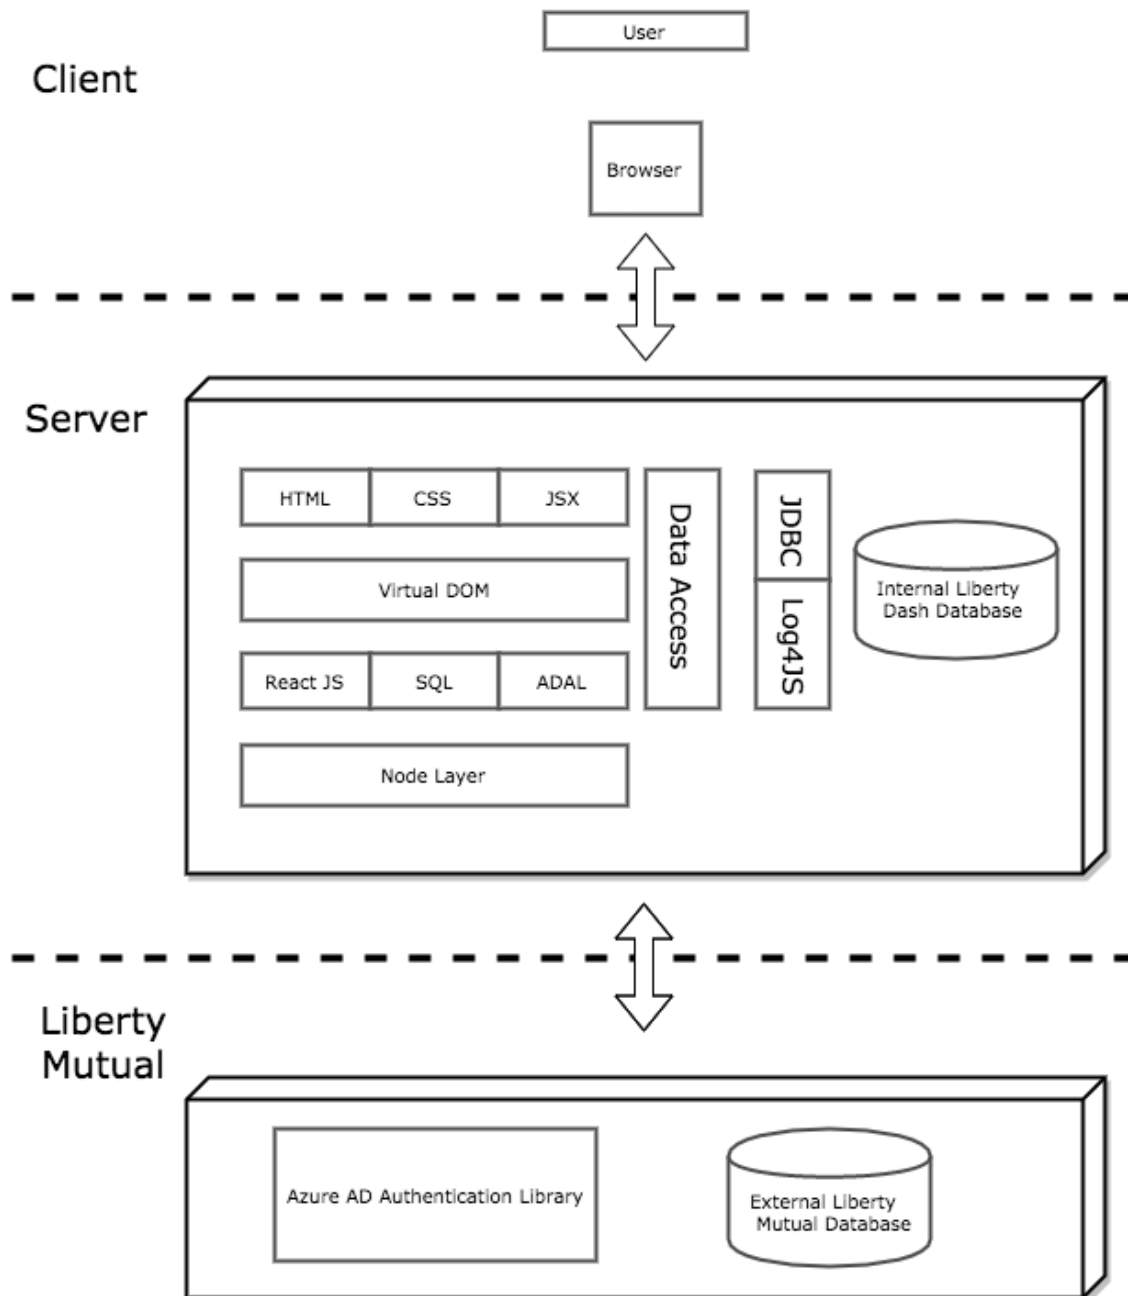 User
Client
Browser
Server
HTML
CSS
JSX
Data Access
JDBC
Internal Liberty
Dash Database
Virtual DOM
Log4JS
React JS
SQL
ADAL
Node Layer
Liberty
Mutual
Azure AD Authentication Library
External Liberty
Mutual Database